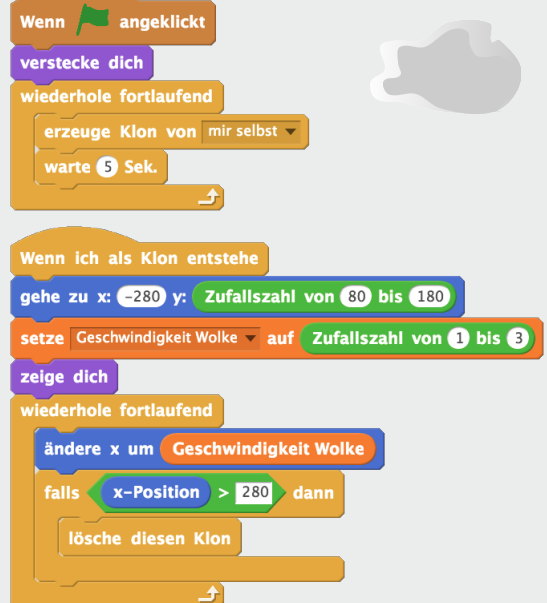 Wenn angeklickt
verstecke dich
wiederhole fortlaufend
erzeuge Klon von mir selbst
warte 5 Sek.
Wenn ich als Klon entstehe
gehe zu x: -280 y: Zufallszahl von 80 bis 180
setze Geschwindigkeit Wolke auf Zufallszahl von 1 bis 3
zeige dich
wiederhole fortlaufend
ändere x um Geschwindigkeit Wolke
falls x-Position > 280 dann
lösche diesen Klon